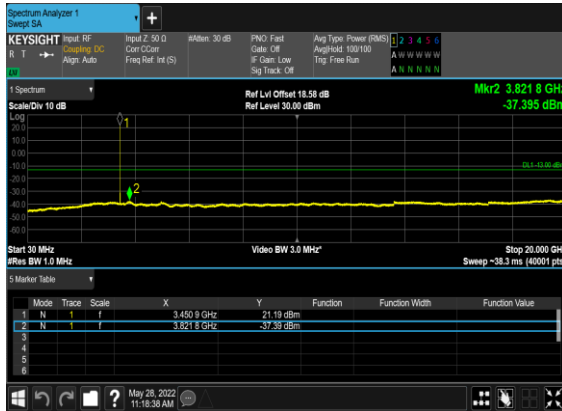 Spectrum Analyzer 1
Swept SA
+
KEYSIGHT Input: RF Input Z: 50 Ω #Atten: 30 dB PNO: Fast Avg Type: Power (RMS) 1 2 3 4 5 6
R T Coupling: DC Corr CCorr Gate: Off Avg|Hold: 100/100 A W W W W W
Align: Auto Freq Ref: Int (S) IF Gain: Low Trig: Free Run
Sig Track: Off A N N N N N
LXI
1 Spectrum
Ref Lvl Offset 18.58 dB Mkr2 3.821 8 GHz
Scale/Div 10 dB Ref Level 30.00 dBm -37.395 dBm
Log
20.0
10.0
0.00
-10.0
-20.0
-30.0
-40.0
-50.0
-60.0
1
2
DL1 -13.00 dBm
Start 30 MHz Video BW 3.0 MHz* Stop 20.000 GHz
#Res BW 1.0 MHz Sweep ~38.3 ms (40001 pts)
5 Marker Table
Mode Trace Scale X Y Function Function Width Function Value
1 N 1 f 3.450 9 GHz 21.19 dBm
2 N 1 f 3.821 8 GHz -37.39 dBm
3
4
5
6
? May 28, 2022
11:18:38 AM